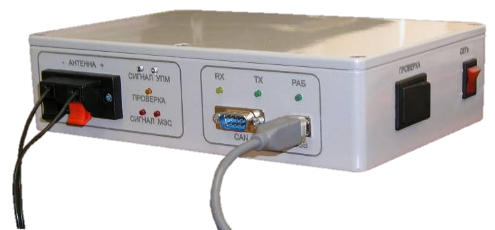 - АНТЕННА +
СИГНАЛ УПМ
ПРОВЕРКА
СИГНАЛ МЭС
RX TX РАБ
CAN
ПРОВЕРКА
СЕТЬ